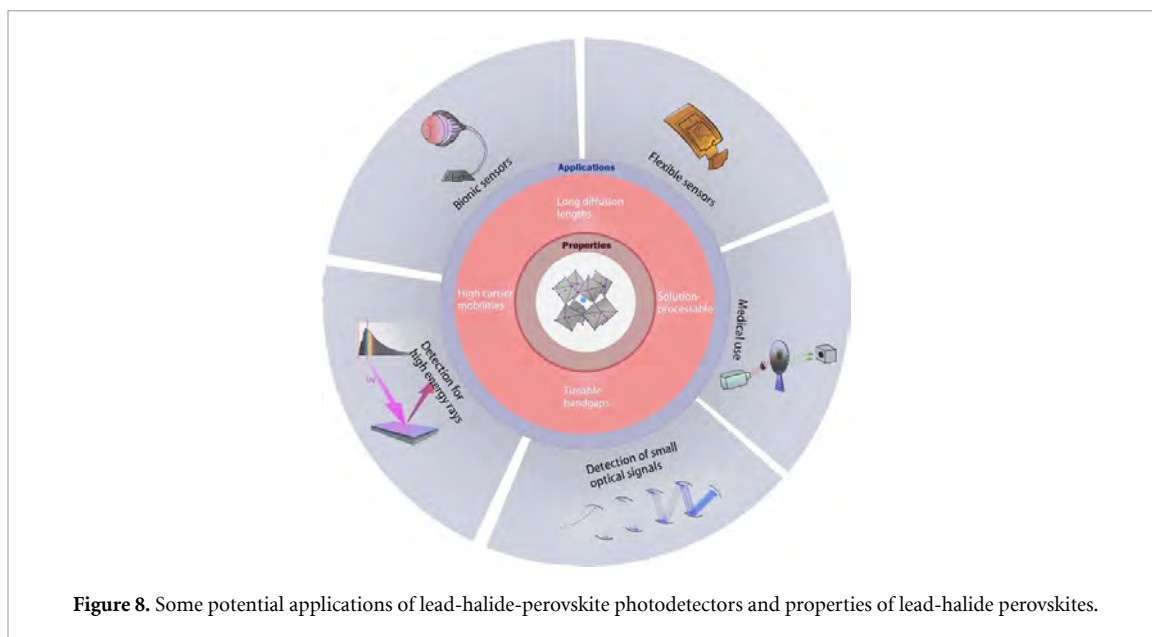 Bionic sensors
Flexible sensors
Applications
Long diffusion
lengths
Properties
High carrier
mobilities
Solution-
processable
Medical use
Detection for
high energy rays
UV
Tunable
bandgaps
Detection of small
optical signals
Figure 8. Some potential applications of lead-halide-perovskite photodetectors and properties of lead-halide perovskites.